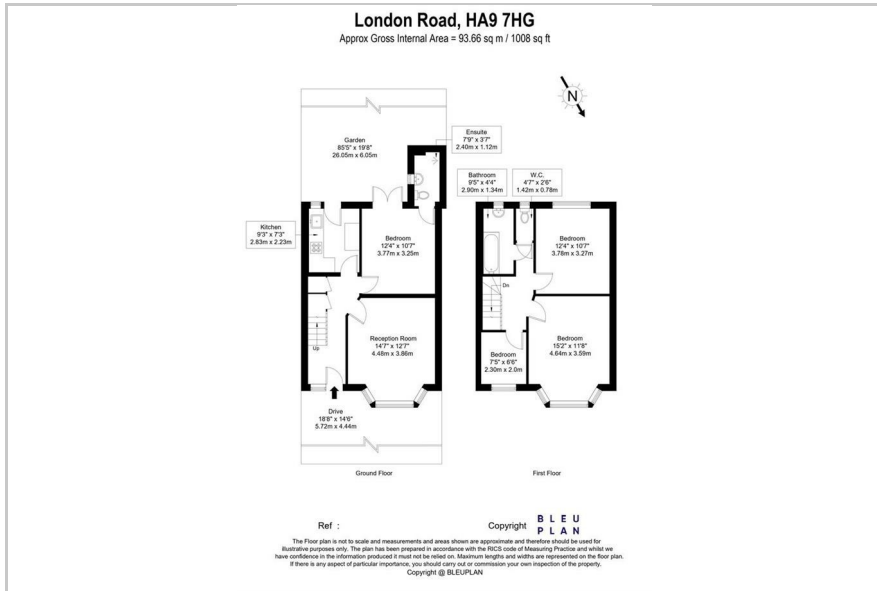 London Road, HA9 7HG
Approx Gross Internal Area = 93.66 sq m / 1008 sq ft
N
Garden
85'5" x 19'8"
26.05m x 6.05m
Ensuite
7'9" x 3'7"
2.40m x 1.12m
Kitchen
9'3" x 7'3"
2.83m x 2.23m
Bedroom
12'4" x 10'7"
3.77m x 3.25m
Reception Room
14'7" x 12'7"
4.48m x 3.86m
Up
Drive
18'8" x 14'6"
5.72m x 4.44m
Ground Floor
Bathroom
9'5" x 4'4"
2.90m x 1.34m
W.C.
4'7" x 2'6"
1.42m x 0.78m
Bedroom
12'4" x 10'7"
3.78m x 3.27m
Dn
Bedroom
15'2" x 11'8"
4.64m x 3.59m
Bedroom
7'5" x 6'6"
2.30m x 2.0m
First Floor
Ref :
Copyright
BLEU
PLAN
The Floor plan is not to scale and measurements and areas shown are approximate and therefore should be used for
illustrative purposes only. The plan has been prepared in accordance with the RICS code of Measuring Practice and whilst we
have confidence in the information produced it must not be relied on. Maximum lengths and widths are represented on the floor plan.
If there is any aspect of particular importance, you should carry out or commission your own inspection of the property.
Copyright @ BLEUPLAN